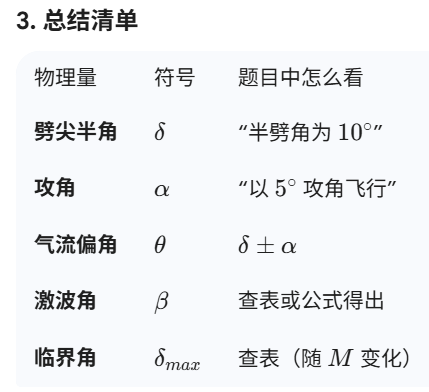 3. 总结清单
物理量 符号 题目中怎么看
劈尖半角 δ “半劈角为 10°”
攻角 α “以 5° 攻角飞行”
气流偏角 θ δ ± α
激波角 β 查表或公式得出
临界角 δmax 查表（随 M 变化）